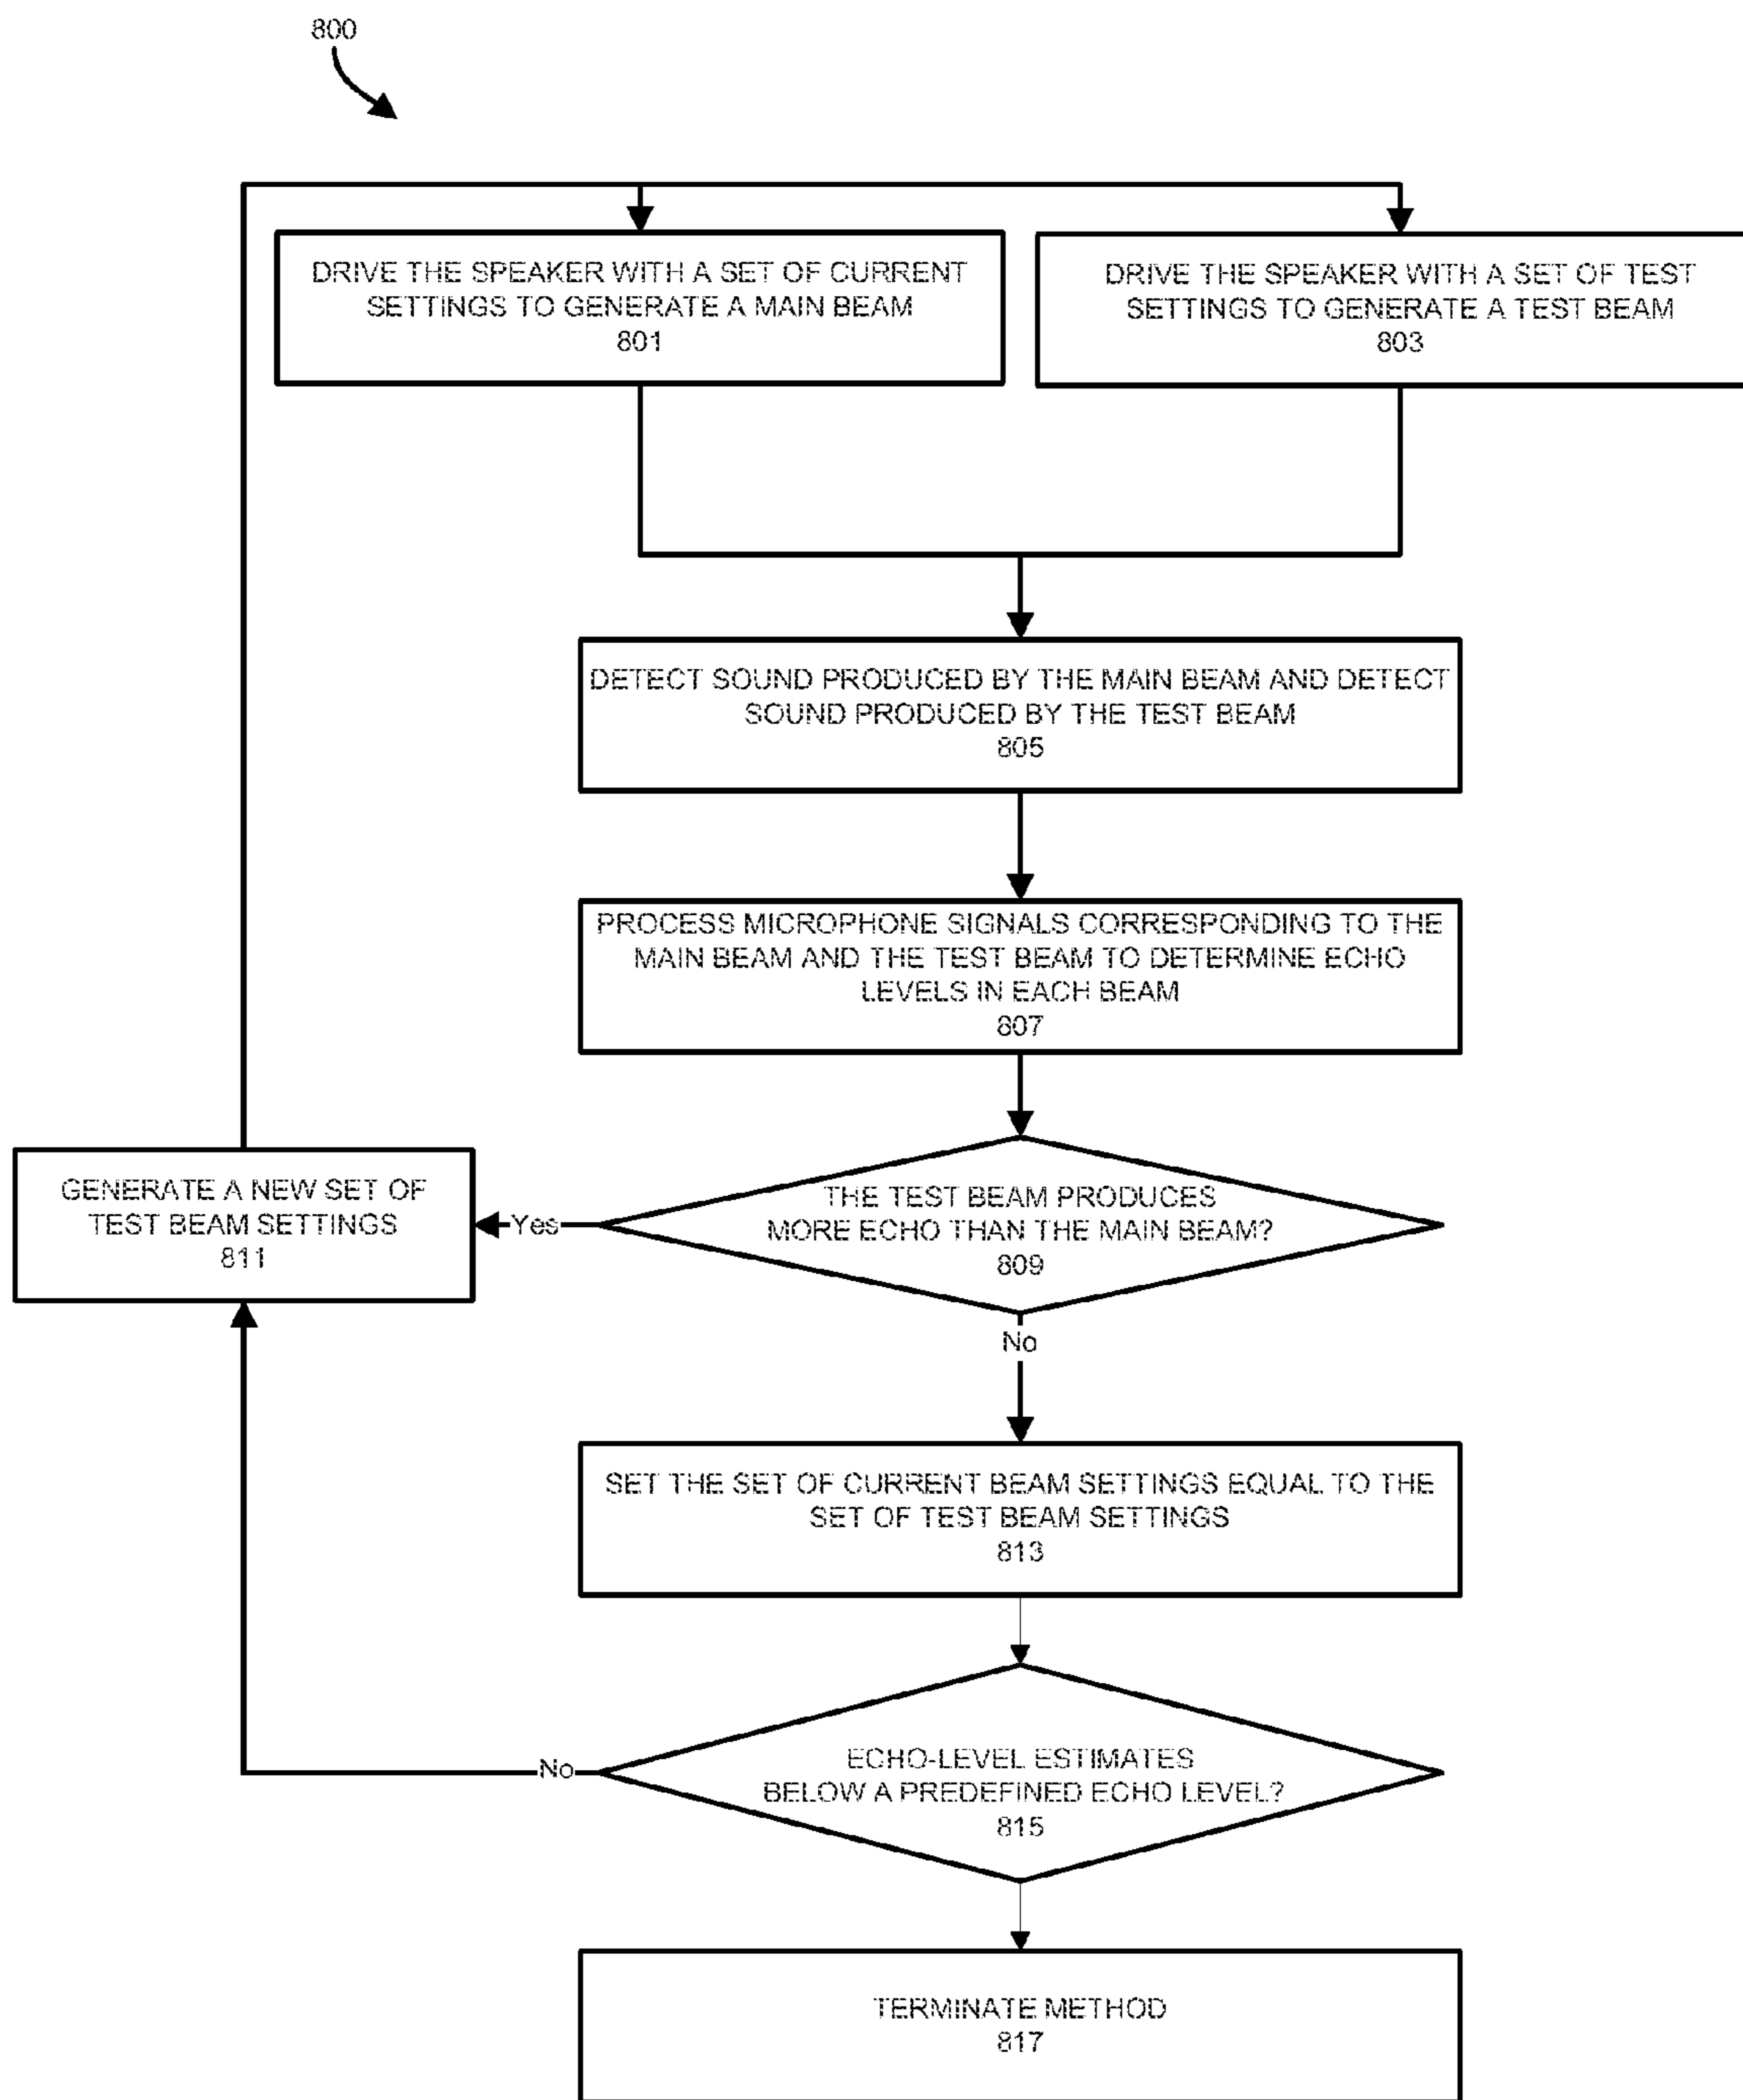 800
DRIVE THE SPEAKER WITH A SET OF CURRENT
SETTINGS TO GENERATE A MAIN BEAM
801
DRIVE THE SPEAKER WITH A SET OF TEST
SETTINGS TO GENERATE A TEST BEAM
803
DETECT SOUND PRODUCED BY THE MAIN BEAM AND DETECT
SOUND PRODUCED BY THE TEST BEAM
805
PROCESS MICROPHONE SIGNALS CORRESPONDING TO THE
MAIN BEAM AND THE TEST BEAM TO DETERMINE ECHO
LEVELS IN EACH BEAM
807
GENERATE A NEW SET OF
TEST BEAM SETTINGS
811
Yes
THE TEST BEAM PRODUCES
MORE ECHO THAN THE MAIN BEAM?
809
No
SET THE SET OF CURRENT BEAM SETTINGS EQUAL TO THE
SET OF TEST BEAM SETTINGS
813
No
ECHO-LEVEL ESTIMATES
BELOW A PREDEFINED ECHO LEVEL?
815
TERMINATE METHOD
817